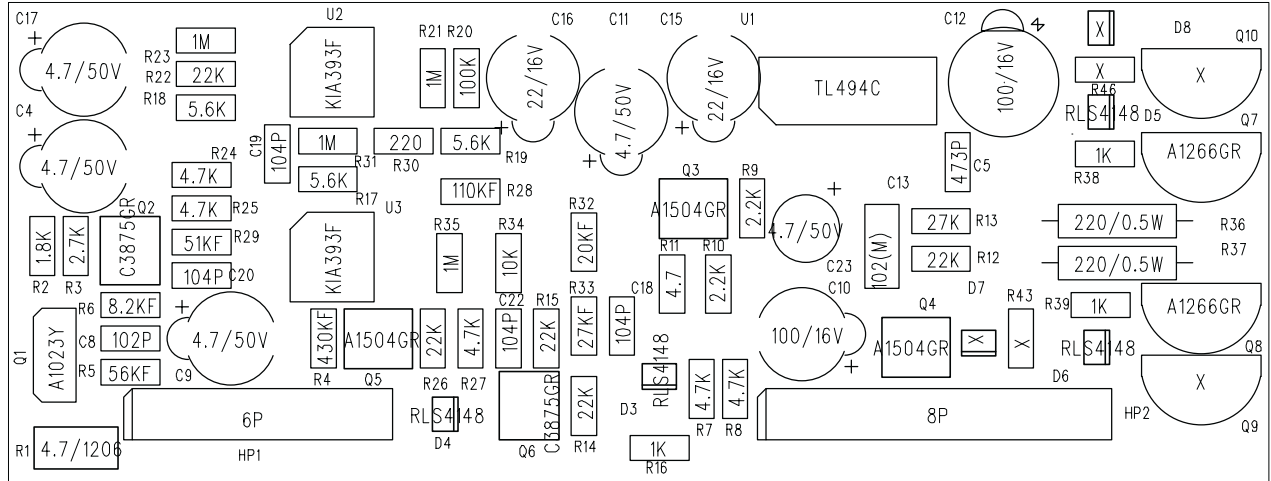 C17
4.7/50V
R23
1M
R22
22K
R18
5.6K
U2
KIA393F
R21
1M
R20
100K
C16
22/16V
C11
4.7/50V
C15
22/16V
U1
TL494C
C12
100/16V
X
D8
X
R46
RLS4148
D5
Q10
X
C4
4.7/50V
C19
104P
1M
R31
220
R30
5.6K
R19
473P
C5
1K
R38
Q7
A1266GR
R24
4.7K
4.7K
R25
5.6K
R17
110KF
R28
Q3
A1504GR
R9
2.2K
4.7/50V
C23
C13
102(M)
27K
R13
22K
R12
220/0.5W
R36
220/0.5W
R37
1.8K
R2
2.7K
R3
Q2
C3875GR
51KF
R29
104P
C20
U3
KIA393F
R35
1M
R34
10K
R32
20KF
R11
4.7
R10
2.2K
R6
8.2KF
C8
102P
R5
56KF
Q1
A1023Y
4.7/50V
C9
430KF
R4
A1504GR
Q5
22K
R26
4.7K
R27
C22
104P
R15
22K
R33
27KF
C18
104P
RLS4148
D3
4.7K
R7
4.7K
R8
C10
100/16V
Q4
A1504GR
D7
X
R43
X
R39
1K
RLS4148
D6
A1266GR
Q8
X
Q9
R1
4.7/1206
6P
HP1
RLS4148
D4
C3875GR
Q6
22K
R14
1K
R16
8P
HP2